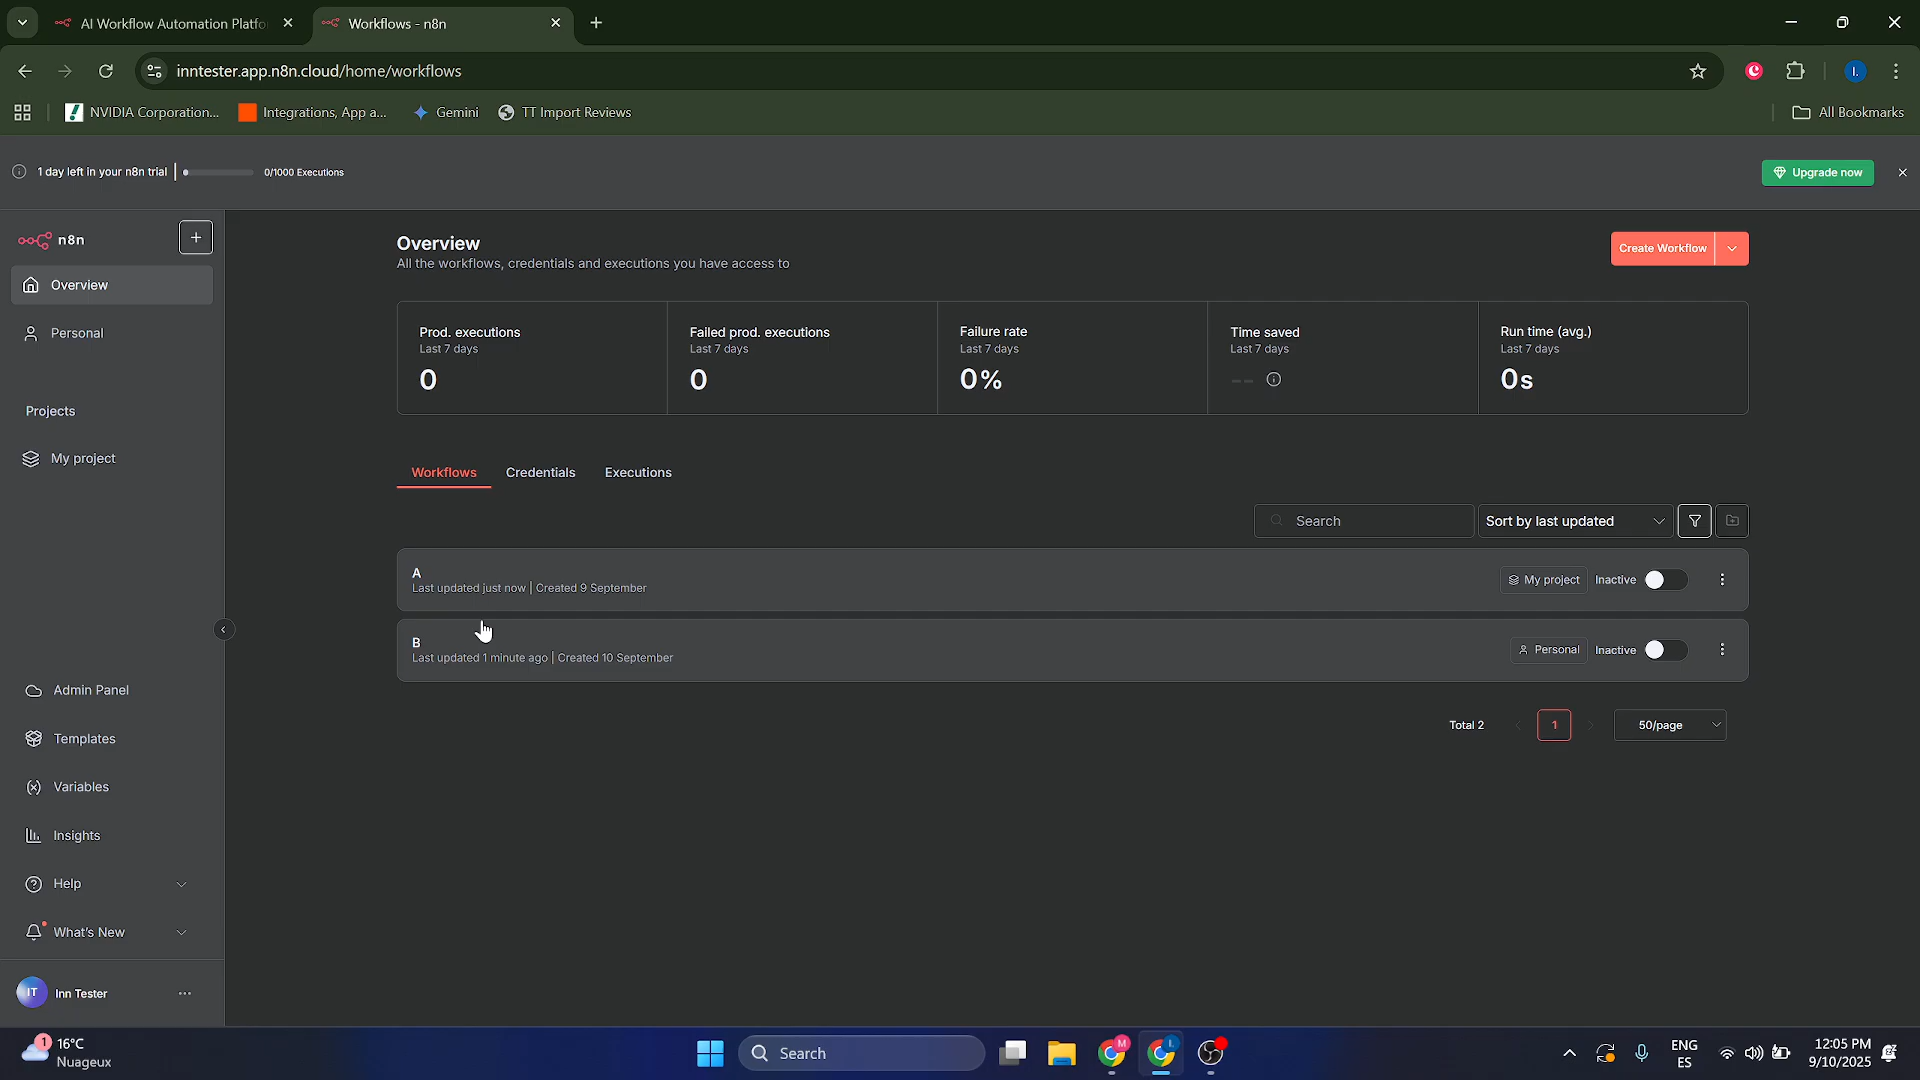 AI Workflow Automation Platfo
Workflows - n8n
inntester.app.n8n.cloud/home/workflows
I.
NVIDIA Corporation...
Integrations, App a...
Gemini
TT Import Reviews
All Bookmarks
1 day left in your n8n trial
0/1000 Executions
Upgrade now
n8n
Overview
Personal
Projects
My project
Admin Panel
Templates
Variables
Insights
Help
What's New
IT
Inn Tester
Overview
All the workflows, credentials and executions you have access to
Create Workflow
Prod. executions
Last 7 days
0
Failed prod. executions
Last 7 days
0
Failure rate
Last 7 days
0%
Time saved
Last 7 days
--
Run time (avg.)
Last 7 days
0s
Workflows
Credentials
Executions
Search
Sort by last updated
A
Last updated just now | Created 9 September
My project
Inactive
B
Last updated 1 minute ago | Created 10 September
Personal
Inactive
Total 2
1
50/page
1
16°C
Nuageux
Search
M
I.
ENG
ES
12:05 PM
9/10/2025